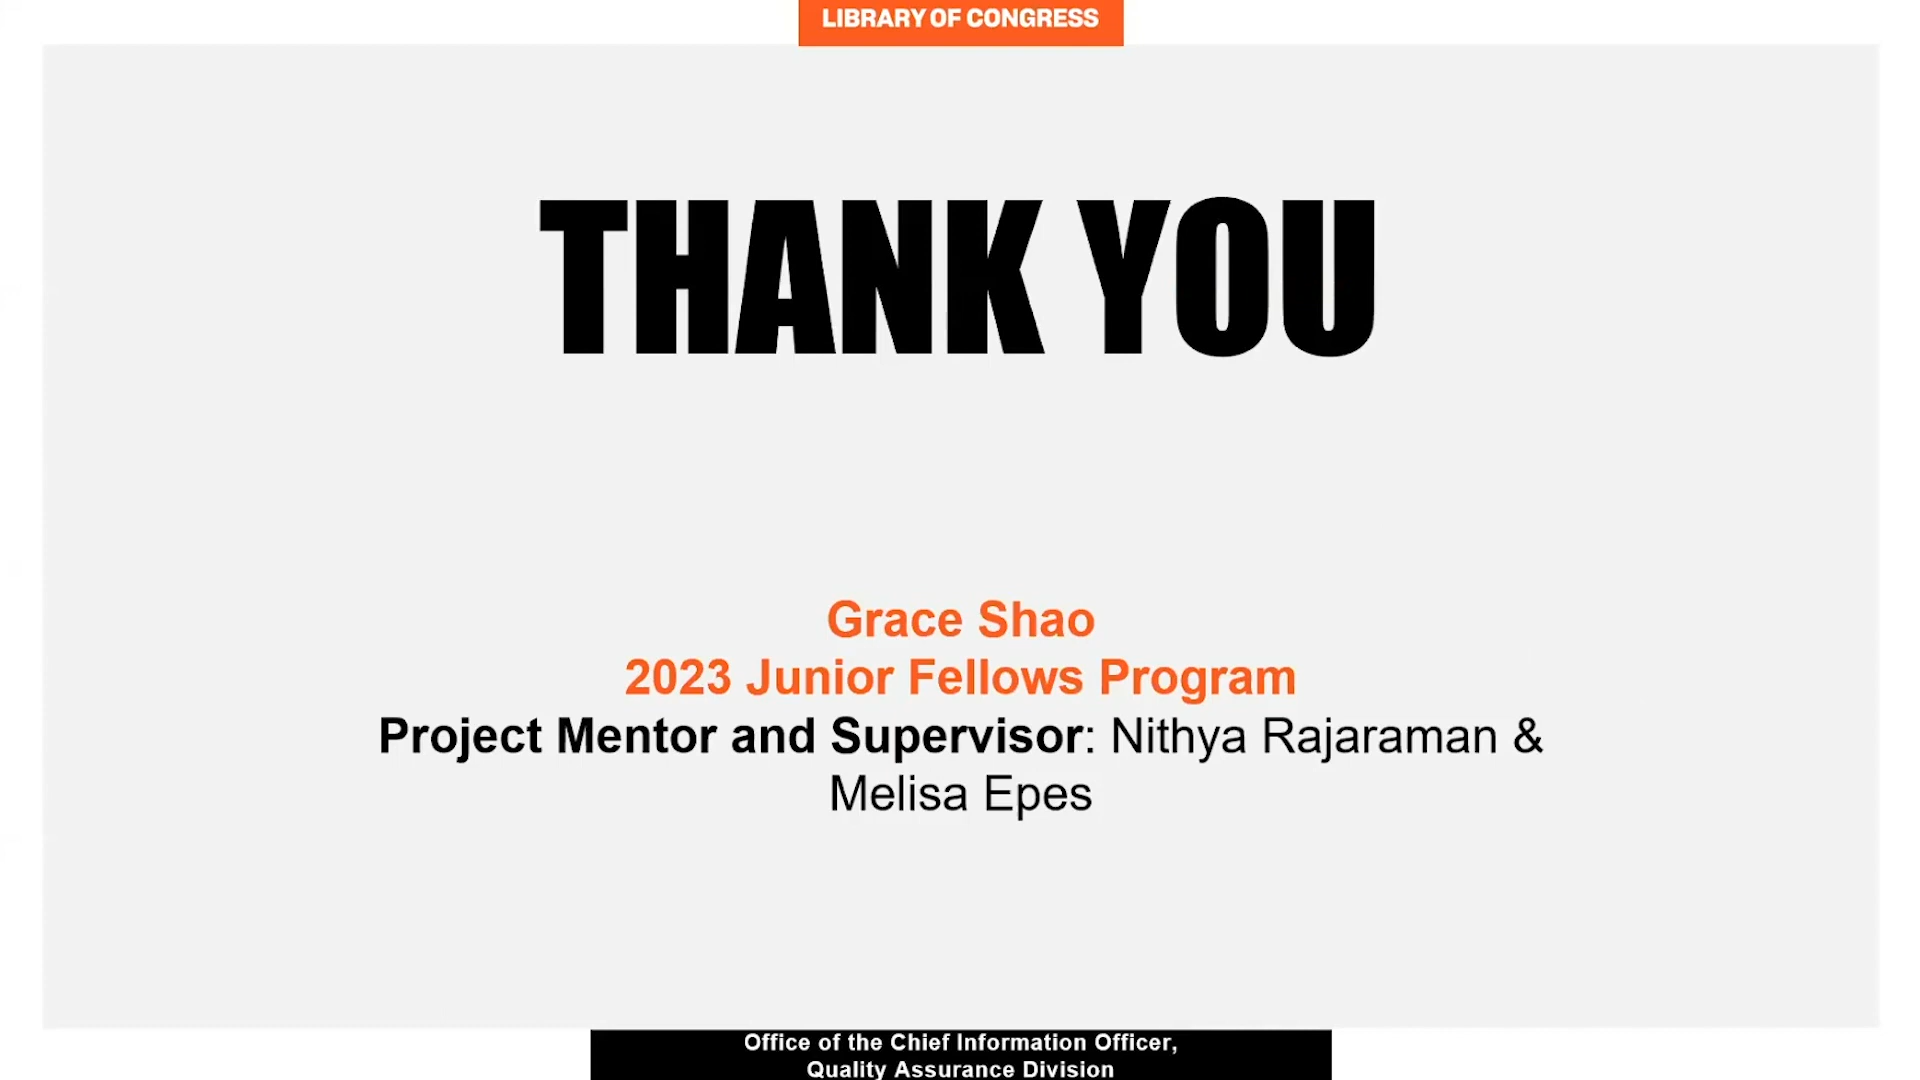 LIBRARY OF CONGRESS
THANK YOU
Grace Shao
2023 Junior Fellows Program
Project Mentor and Supervisor: Nithya Rajaraman &
Melisa Epes
Office of the Chief Information Officer,
Quality Assurance Division